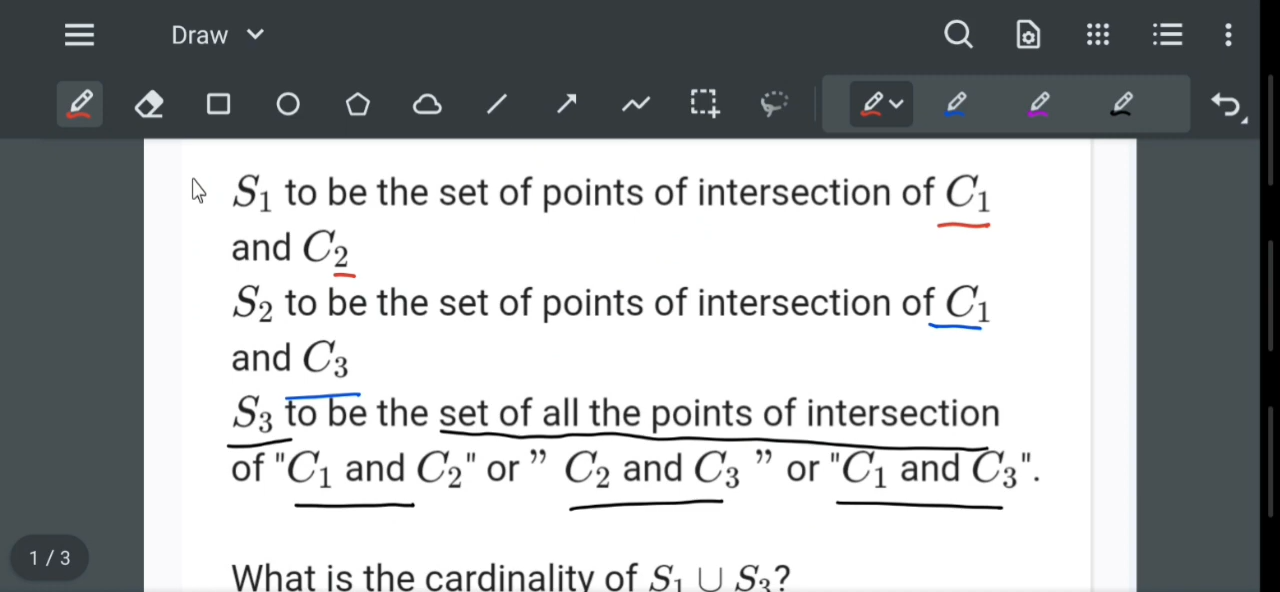 Draw
S₁ to be the set of points of intersection of C₁
and C₂
S₂ to be the set of points of intersection of C₁
and C₃
S₃ to be the set of all the points of intersection
of "C₁ and C₂" or ” C₂ and C₃ ” or "C₁ and C₃".
1 / 3
What is the cardinality of S₁ ∪ S₃?